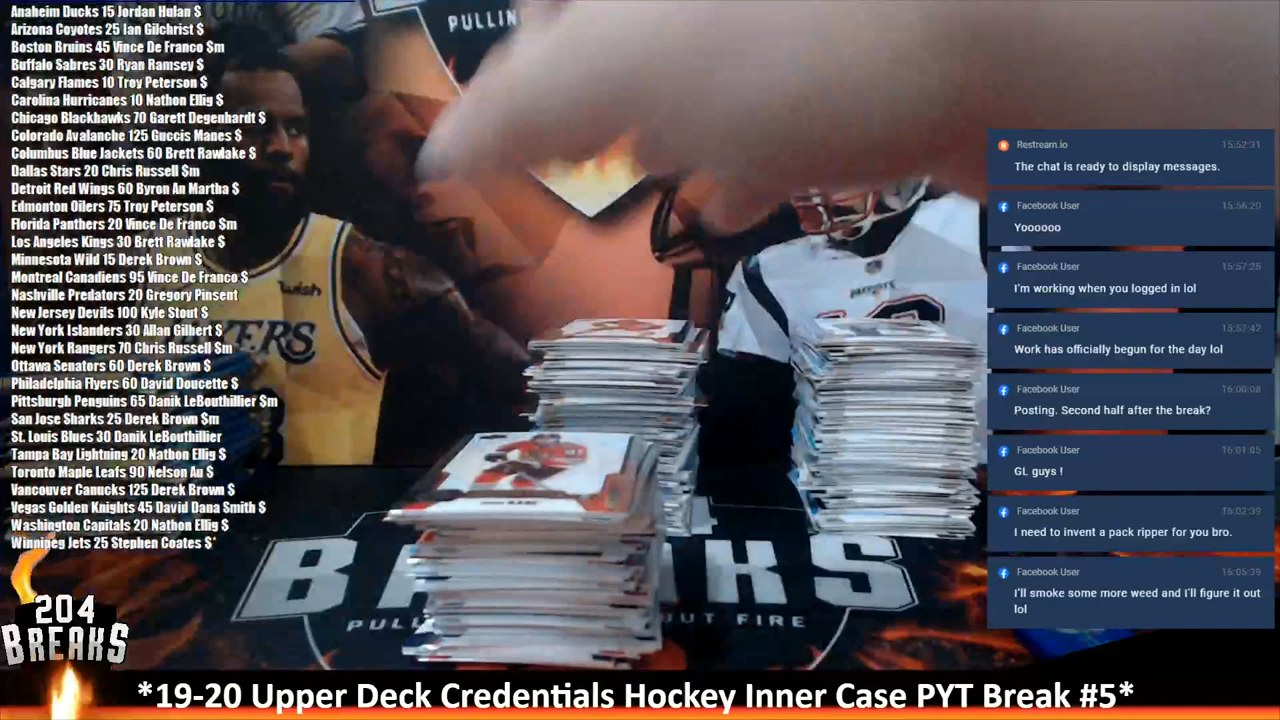 Anaheim Ducks 15 Jordan Hulan $
Arizona Coyotes 25 Ian Gilchrist $
Boston Bruins 45 Vince De Franco $m
Buffalo Sabres 30 Ryan Ramsey $
Calgary Flames 10 Troy Peterson $
Carolina Hurricanes 10 Nathon Ellig $
Chicago Blackhawks 70 Garett Degenhardt $
Colorado Avalanche 125 Guccis Manes $
Columbus Blue Jackets 60 Brett Rawlake $
Dallas Stars 20 Chris Russell $m
Detroit Red Wings 60 Byron An Martha $
Edmonton Oilers 75 Troy Peterson $
Florida Panthers 20 Vince De Franco $m
Los Angeles Kings 30 Brett Rawlake $
Minnesota Wild 15 Derek Brown $
Montreal Canadiens 95 Vince De Franco $
Nashville Predators 20 Gregory Pinsent
New Jersey Devils 100 Kyle Stout $
New York Islanders 30 Allan Gilbert $
New York Rangers 70 Chris Russell $m
Ottawa Senators 60 Derek Brown $
Philadelphia Flyers 60 David Doucette $
Pittsburgh Penguins 65 Danik LeBouthillier $m
San Jose Sharks 25 Derek Brown $m
St. Louis Blues 30 Danik LeBouthillier
Tampa Bay Lightning 20 Nathon Ellig $
Toronto Maple Leafs 90 Nelson Au $
Vancouver Canucks 125 Derek Brown $
Vegas Golden Knights 45 David Dana Smith $
Washington Capitals 20 Nathon Ellig $
Winnipeg Jets 25 Stephen Coates $*
204
BREAKS
PULLIN
wish
PATRIOTS
KANE
OUT FIRE
Restream.io 15:52:31
The chat is ready to display messages.
Facebook User 15:56:20
Yoooooo
Facebook User 15:57:25
I'm working when you logged in lol
Facebook User 15:57:42
Work has officially begun for the day lol
Facebook User 16:00:08
Posting. Second half after the break?
Facebook User 16:01:05
GL guys !
Facebook User 16:02:39
I need to invent a pack ripper for you bro.
Facebook User 16:05:39
I'll smoke some more weed and I'll figure it out
lol
*19-20 Upper Deck Credentials Hockey Inner Case PYT Break #5*